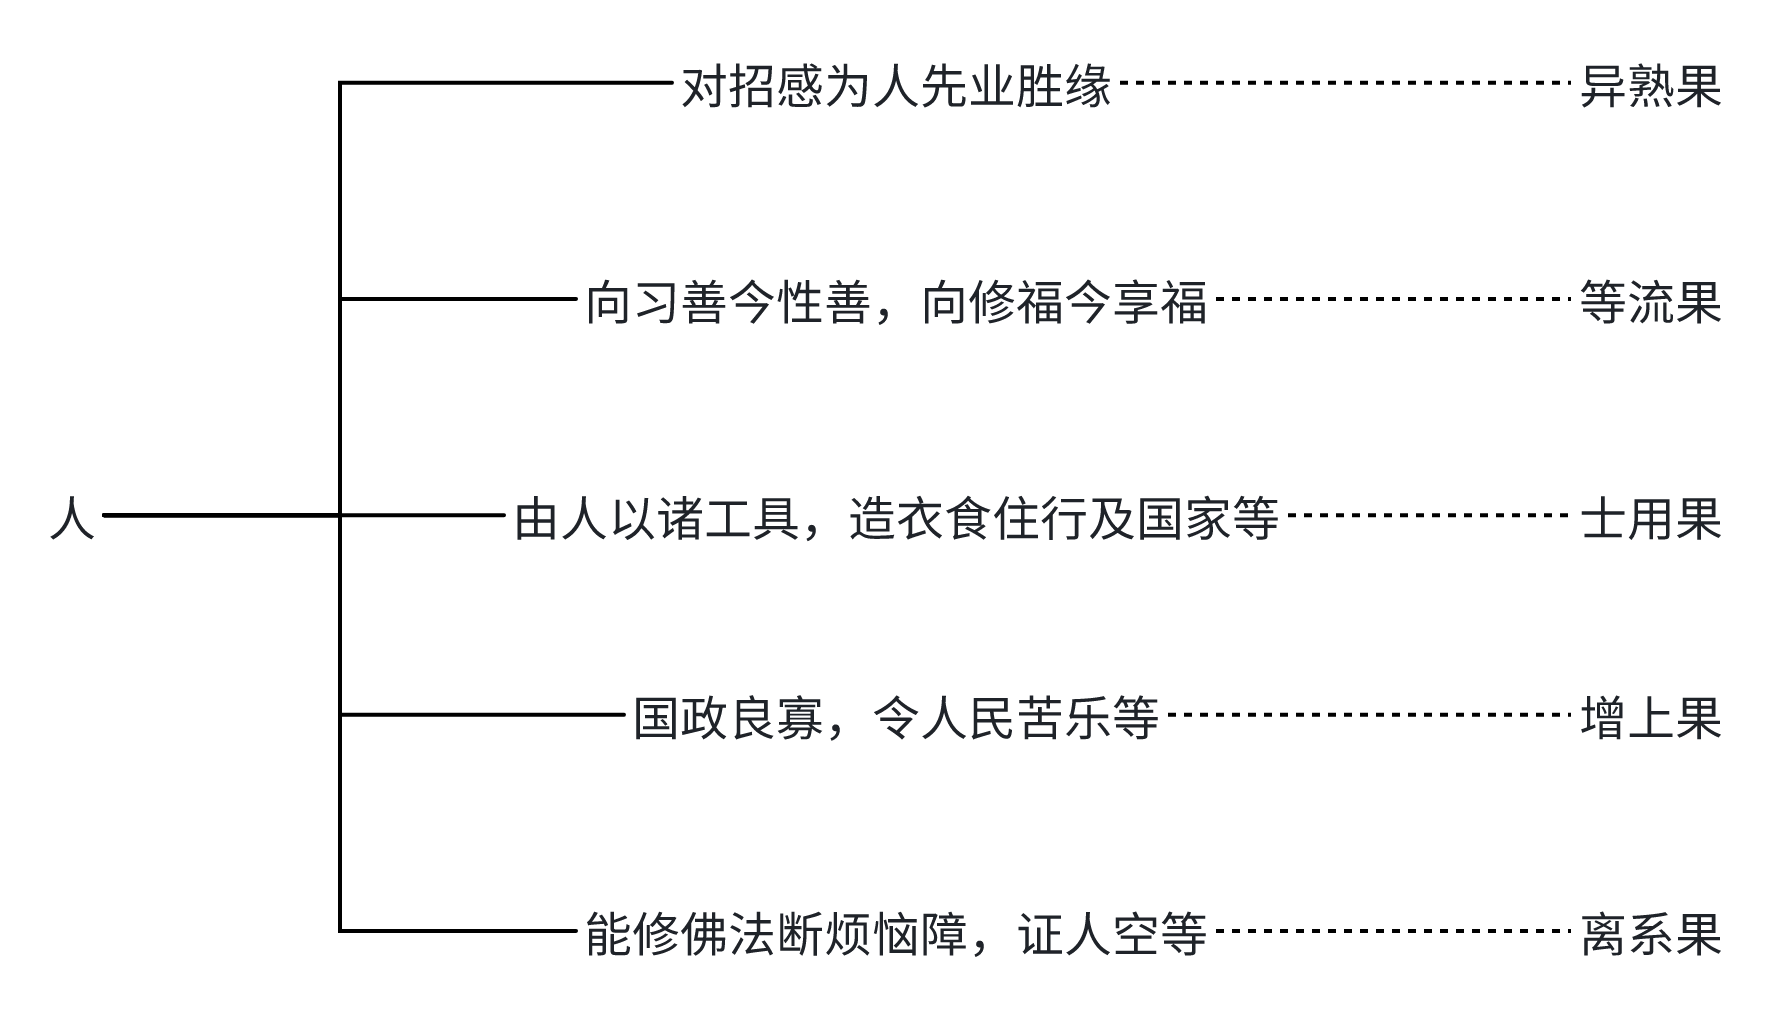 对招感为人先业胜缘 异熟果
向习善今性善，向修福今享福 等流果
人 由人以诸工具，造衣食住行及国家等 士用果
国政良寡，令人民苦乐等 增上果
能修佛法断烦恼障，证人空等 离系果